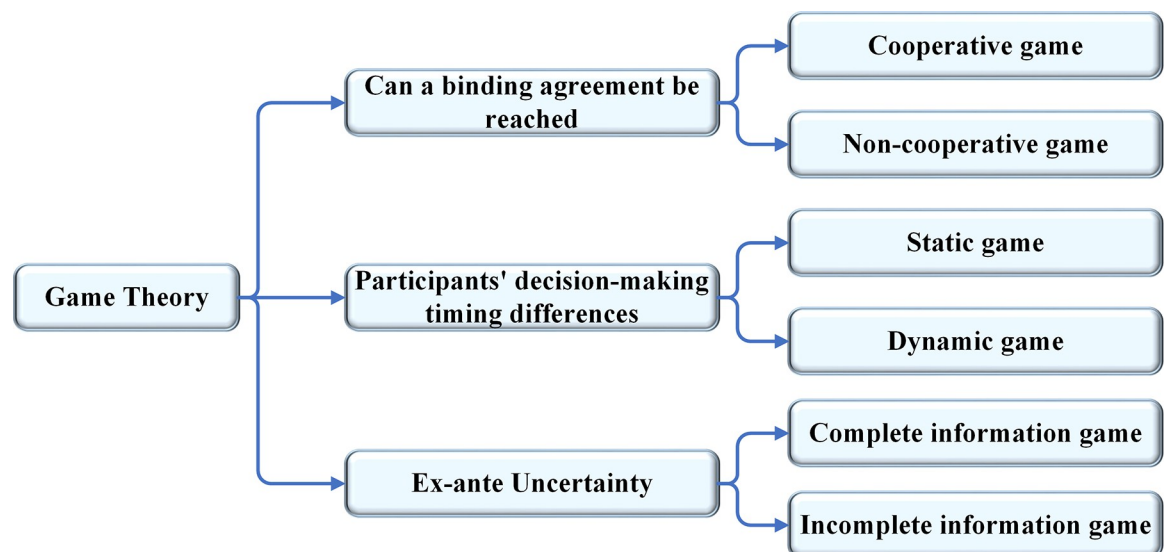 Game Theory
Can a binding agreement be
reached
Cooperative game
Non-cooperative game
Participants' decision-making
timing differences
Static game
Dynamic game
Ex-ante Uncertainty
Complete information game
Incomplete information game